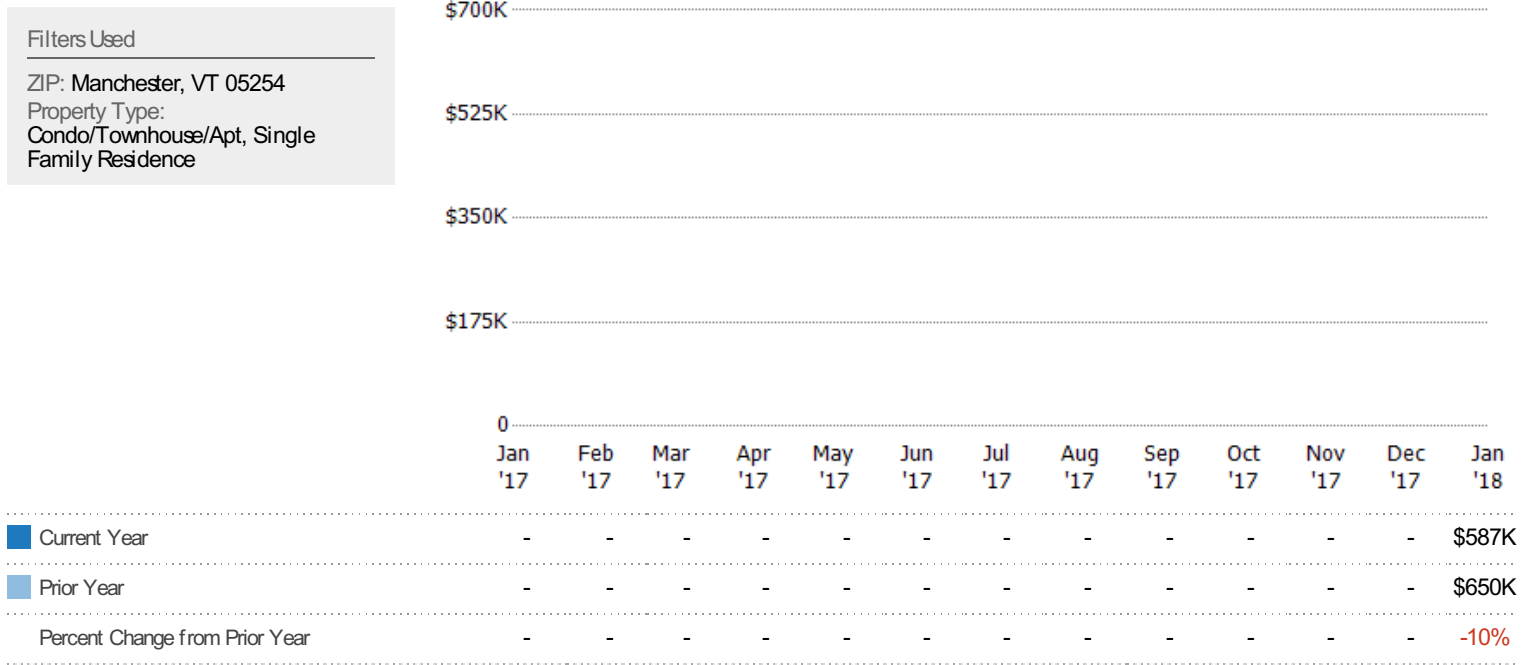 Filters Used
ZIP: Manchester, VT 05254
Property Type:
Condo/Townhouse/Apt, Single
Family Residence
$700K
$525K
$350K
$175K
0
Jan Feb Mar Apr May Jun Jul Aug Sep Oct Nov Dec Jan
'17 '17 '17 '17 '17 '17 '17 '17 '17 '17 '17 '17 '18
Current Year - - - - - - - - - - - - $587K
Prior Year - - - - - - - - - - - - $650K
Percent Change from Prior Year - - - - - - - - - - - - -10%